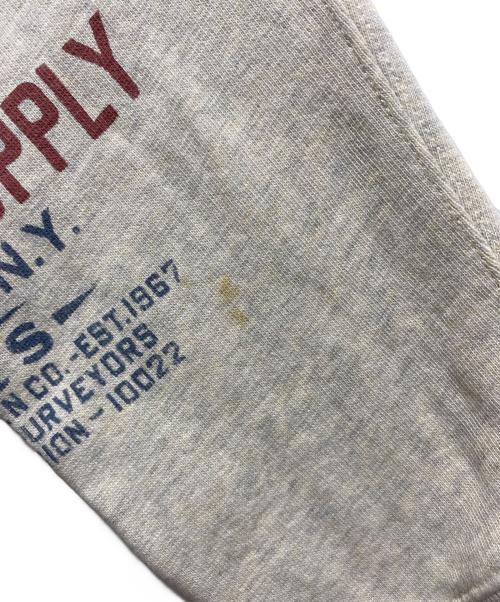 PPLY
N.Y.
S
N CO.-EST.1967
URVEYORS
ION-10022